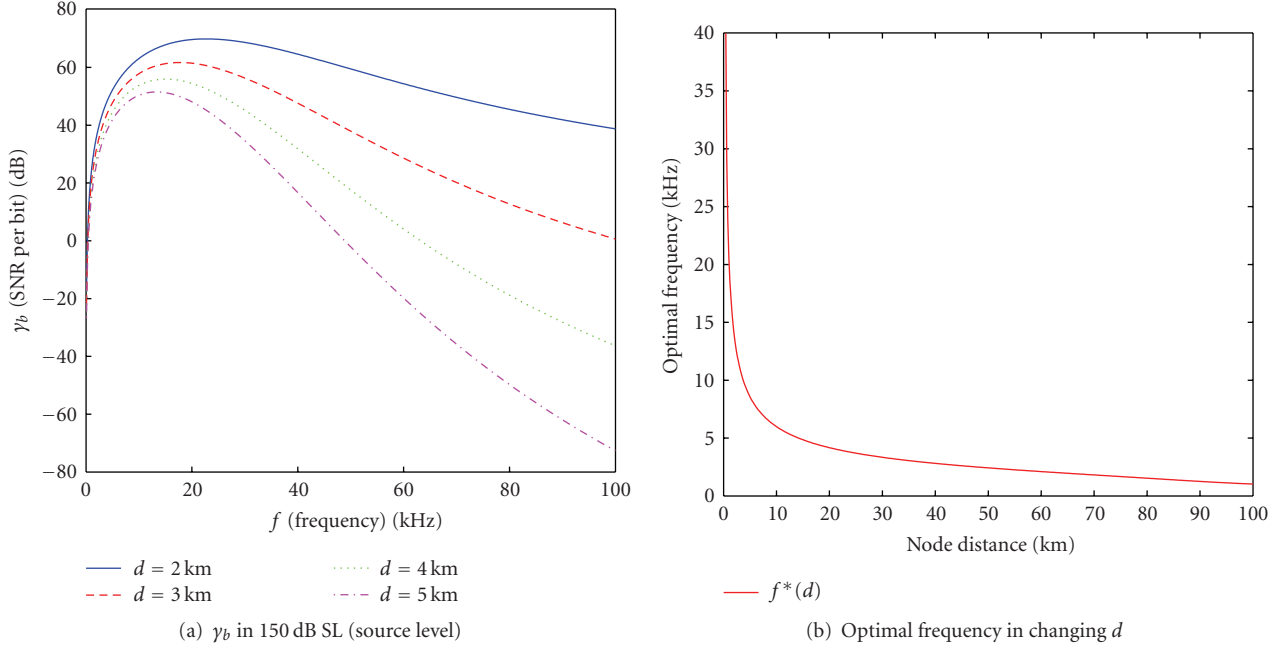 80
60
40
20
0
−20
−40
−60
−80
γb (SNR per bit) (dB)
0 20 40 60 80 100
f (frequency) (kHz)
d = 2 km
d = 3 km
d = 4 km
d = 5 km
(a) γb in 150 dB SL (source level)
40
35
30
25
20
15
10
5
0
Optimal frequency (kHz)
0 10 20 30 40 50 60 70 80 90 100
Node distance (km)
f*(d)
(b) Optimal frequency in changing d